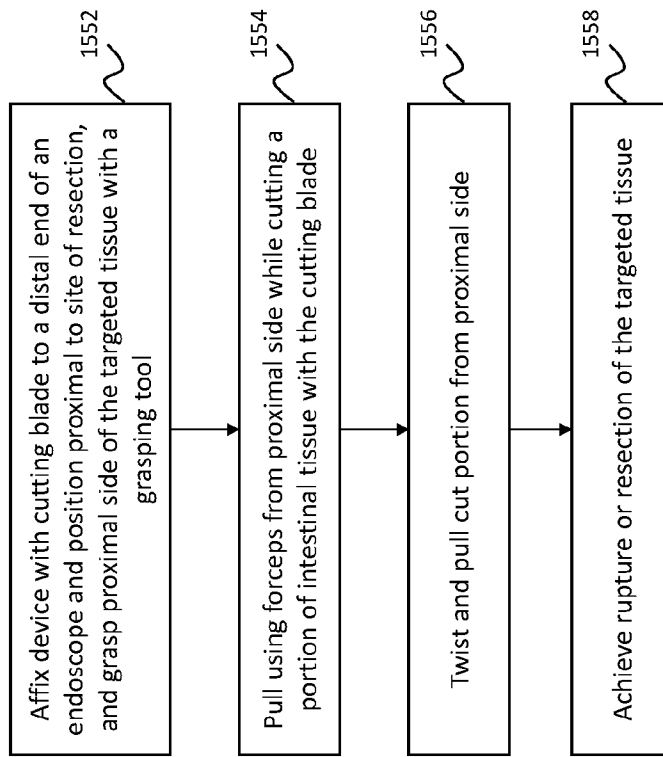 Affix device with cutting blade to a distal end of an
endoscope and position proximal to site of resection,
and grasp proximal side of the targeted tissue with a
grasping tool
1552
Pull using forceps from proximal side while cutting a
portion of intestinal tissue with the cutting blade
1554
Twist and pull cut portion from proximal side
1556
Achieve rupture or resection of the targeted tissue
1558